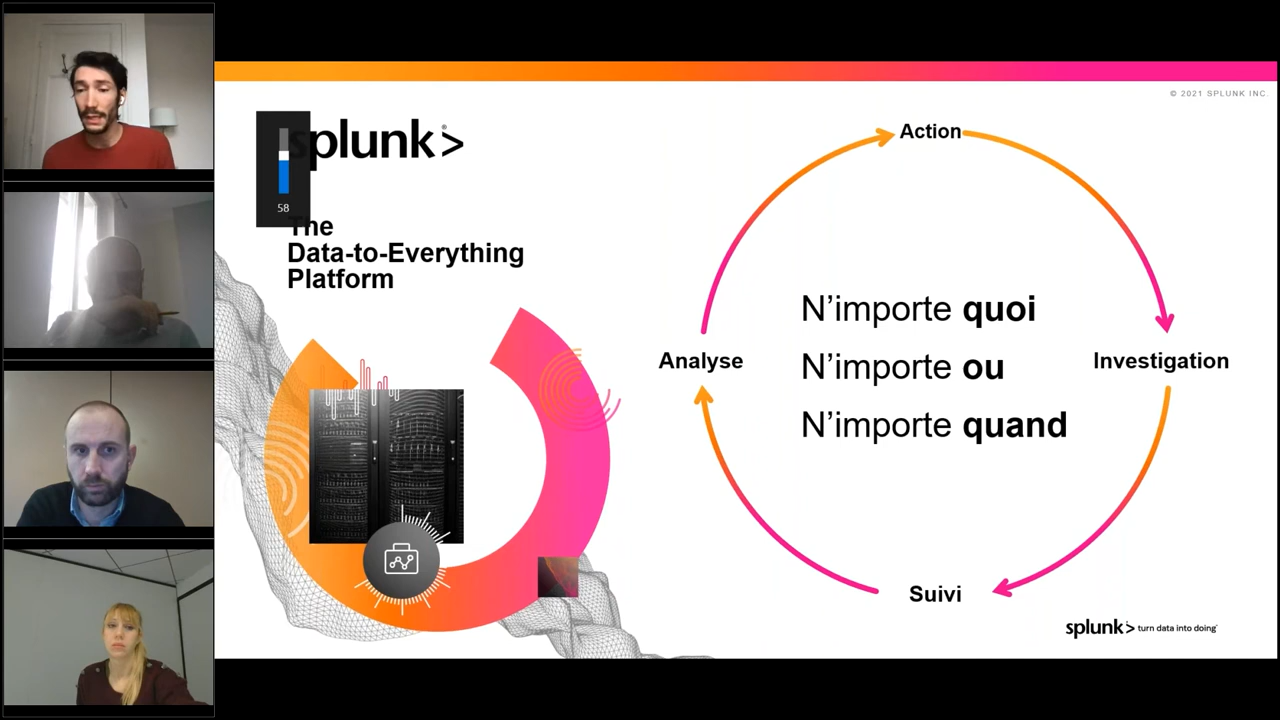 © 2021 SPLUNK INC.
splunk>
58
The
Data-to-Everything
Platform
Action
N'importe quoi
Analyse
N'importe ou
Investigation
N'importe quand
Suivi
splunk> turn data into doing